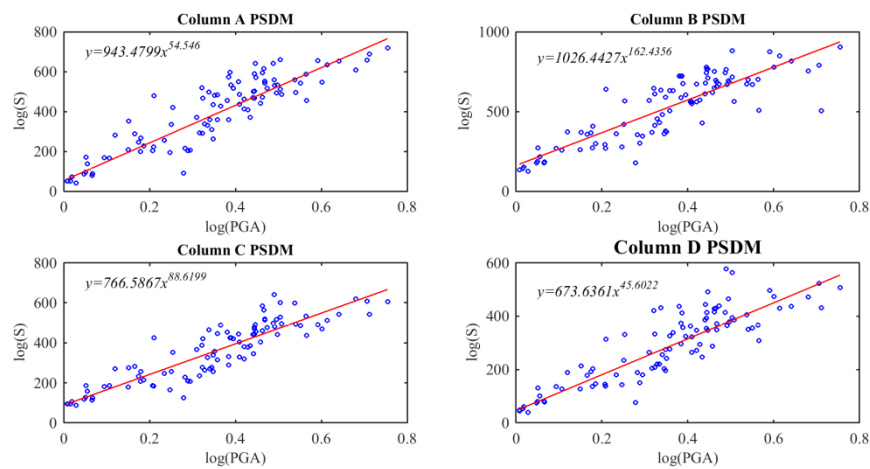 Column A PSDM
800
600
400
200
0
log(S)
y=943.4799x^54.546
0 0.2 0.4 0.6 0.8
log(PGA)
Column B PSDM
1000
500
0
log(S)
y=1026.4427x^162.4356
0 0.2 0.4 0.6 0.8
log(PGA)
Column C PSDM
800
600
400
200
0
log(S)
y=766.5867x^88.6199
0 0.2 0.4 0.6 0.8
log(PGA)
Column D PSDM
600
400
200
0
log(S)
y=673.6361x^45.6022
0 0.2 0.4 0.6 0.8
log(PGA)